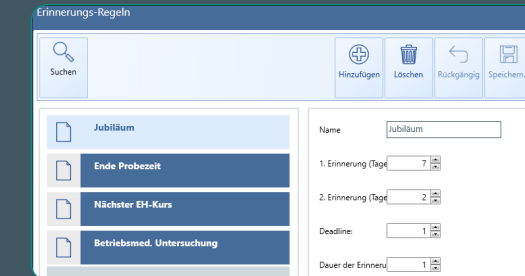 Erinnerungs-Regeln
Suchen
Hinzufügen Löschen Rückgängig Speichern
Jubiläum
Ende Probezeit
Nächster EH-Kurs
Betriebsmed. Untersuchung
Name Jubiläum
1. Erinnerung (Tage 7
2. Erinnerung (Tage 2
Deadline: 1
Dauer der Erinneru 1